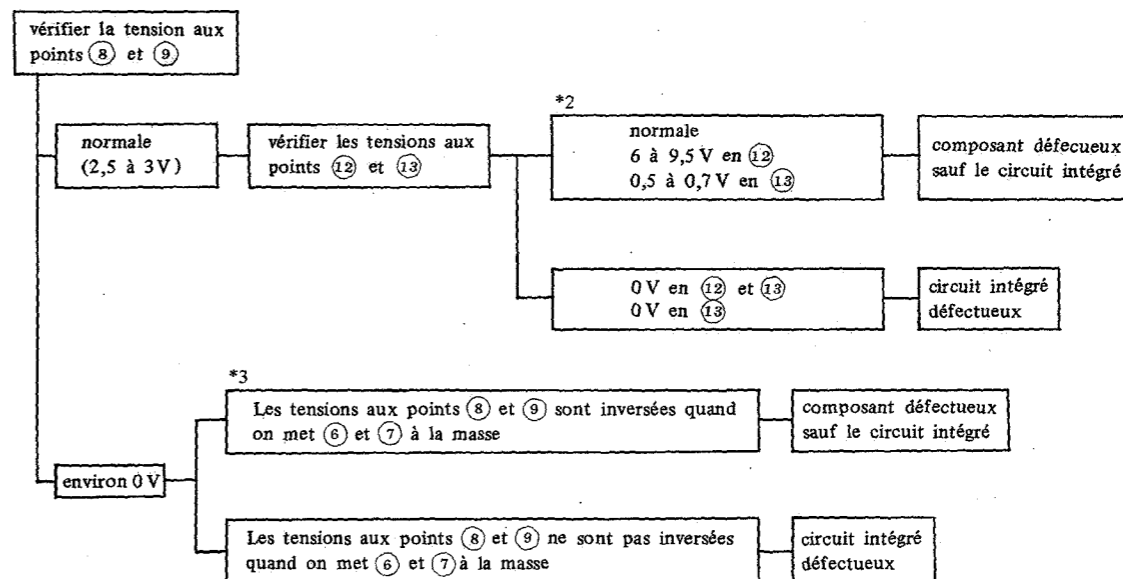 vérifier la tension aux
points 8 et 9
normale
(2,5 à 3V)
vérifier les tensions aux
points 12 et 13
*2
normale
6 à 9,5 V en 12
0,5 à 0,7 V en 13
composant défecueux
sauf le circuit intégré
0 V en 12 et 13
0 V en 13
circuit intégré
défectueux
environ 0 V
*3
Les tensions aux points 8 et 9 sont inversées quand
on met 6 et 7 à la masse
composant défectueux
sauf le circuit intégré
Les tensions aux points 8 et 9 ne sont pas inversées
quand on met 6 et 7 à la masse
circuit intégré
défectueux